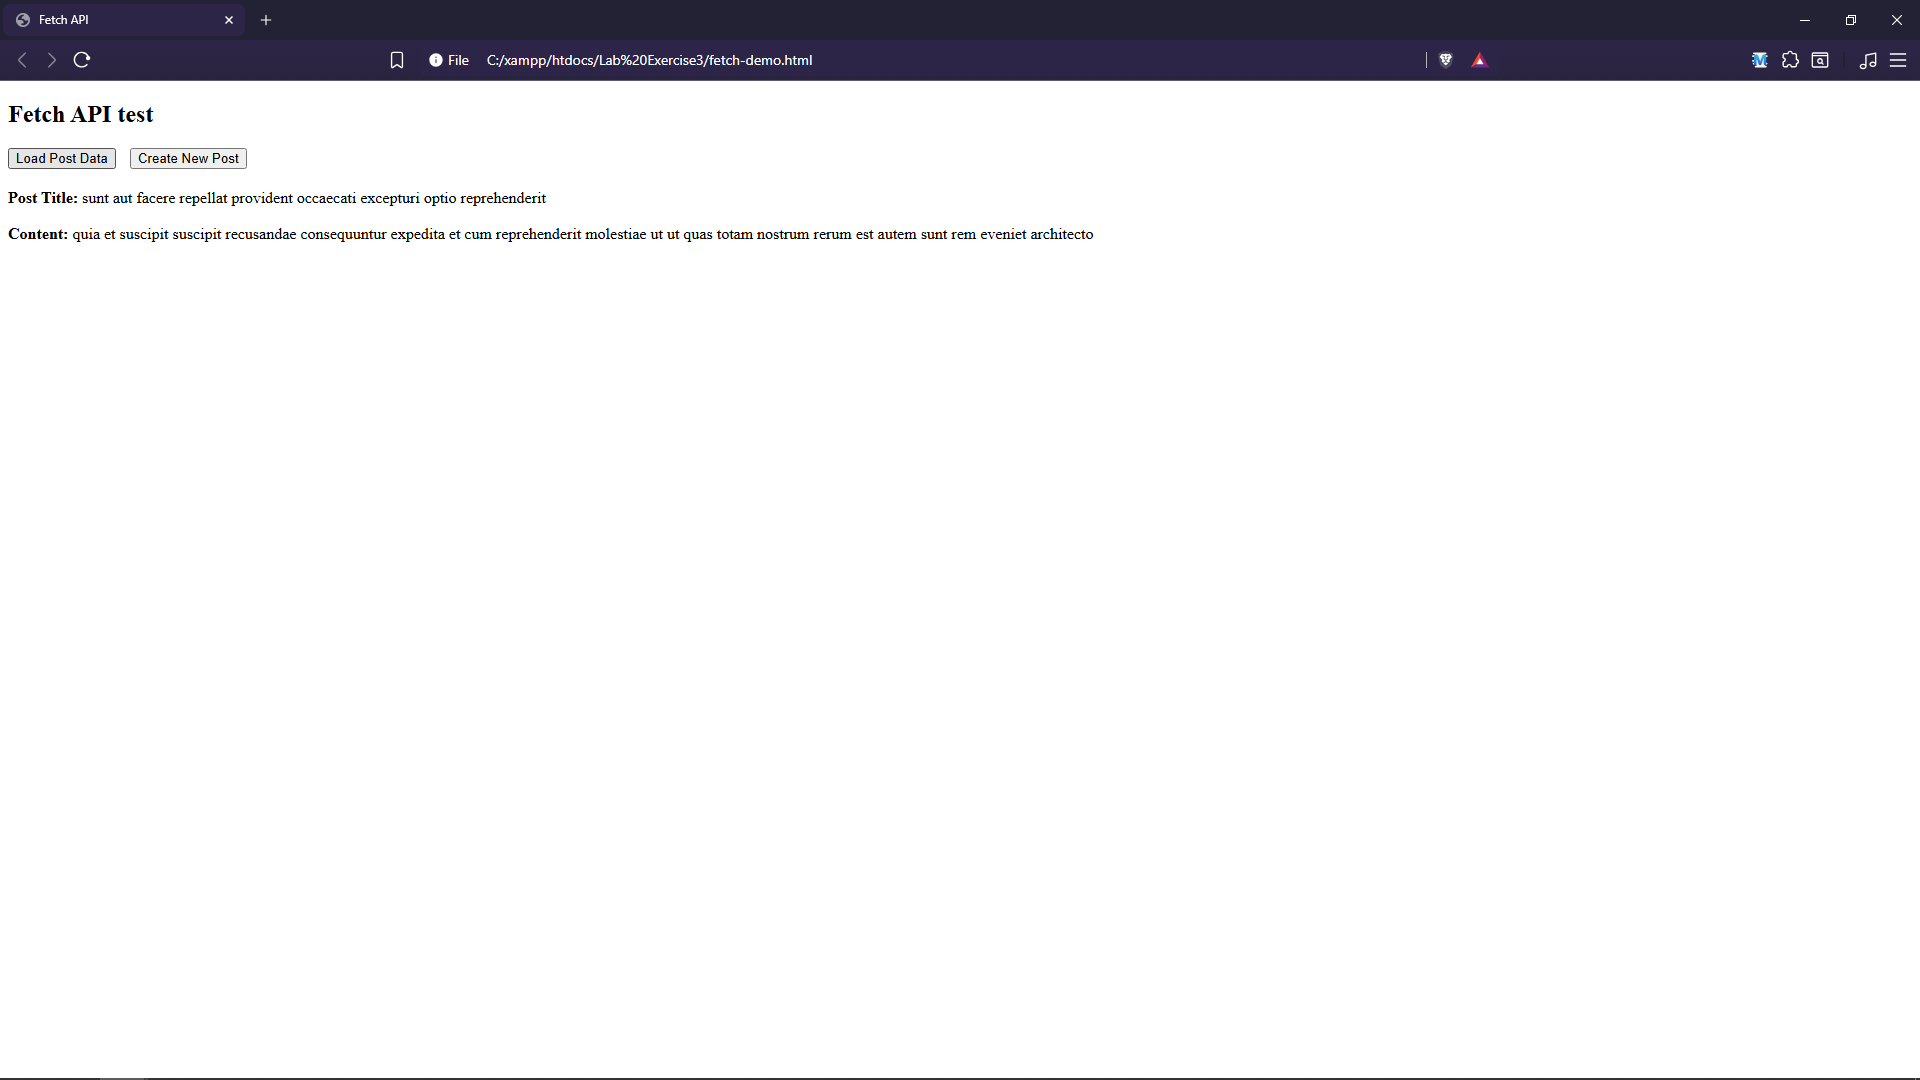 Fetch API
File C:/xampp/htdocs/Lab%20Exercise3/fetch-demo.html
Fetch API test
Load Post Data Create New Post
Post Title: sunt aut facere repellat provident occaecati excepturi optio reprehenderit
Content: quia et suscipit suscipit recusandae consequuntur expedita et cum reprehenderit molestiae ut ut quas totam nostrum rerum est autem sunt rem eveniet architecto